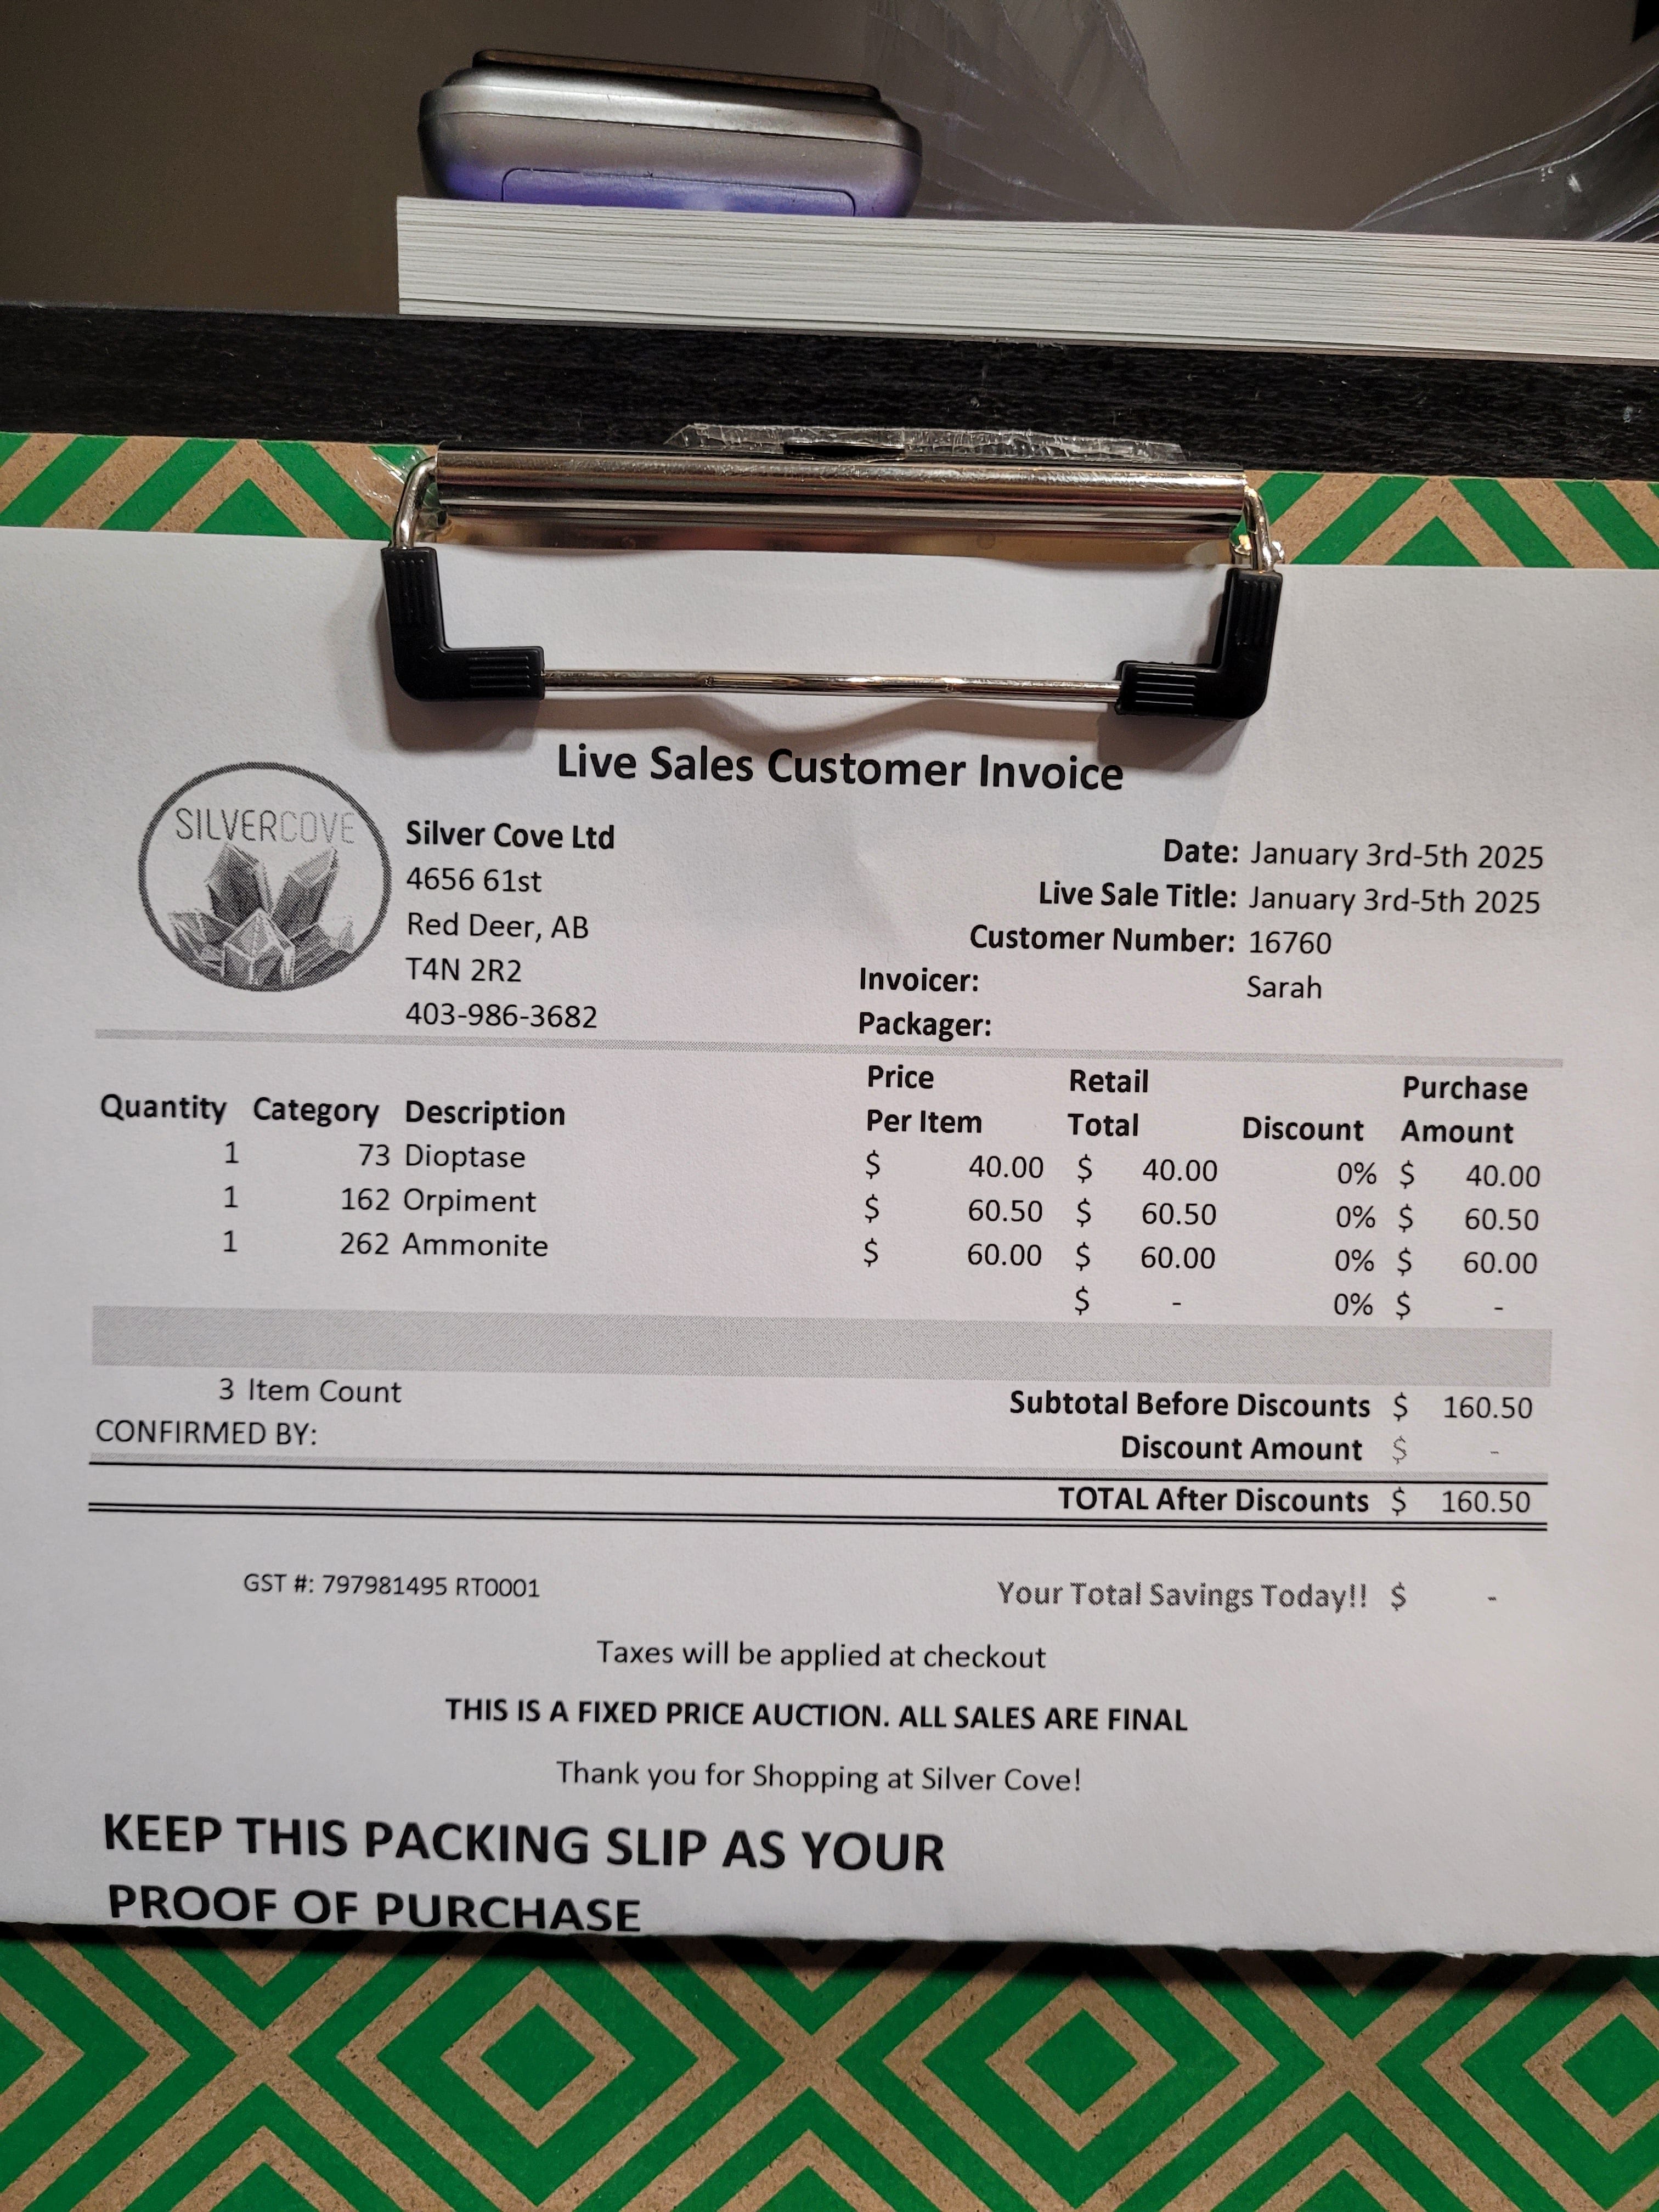 Live Sales Customer Invoice
SILVERCOVE
Silver Cove Ltd
4656 61st
Red Deer, AB
T4N 2R2
403-986-3682
Date: January 3rd-5th 2025
Live Sale Title: January 3rd-5th 2025
Customer Number: 16760
Invoicer: Sarah
Packager:
Quantity Category Description Price Per Item Retail Total Discount Purchase Amount
1 73 Dioptase $ 40.00 $ 40.00 0% $ 40.00
1 162 Orpiment $ 60.50 $ 60.50 0% $ 60.50
1 262 Ammonite $ 60.00 $ 60.00 0% $ 60.00
$ - 0% $ -
3 Item Count
CONFIRMED BY:
Subtotal Before Discounts $ 160.50
Discount Amount $ -
TOTAL After Discounts $ 160.50
GST #: 797981495 RT0001
Your Total Savings Today!! $ -
Taxes will be applied at checkout
THIS IS A FIXED PRICE AUCTION. ALL SALES ARE FINAL
Thank you for Shopping at Silver Cove!
KEEP THIS PACKING SLIP AS YOUR
PROOF OF PURCHASE